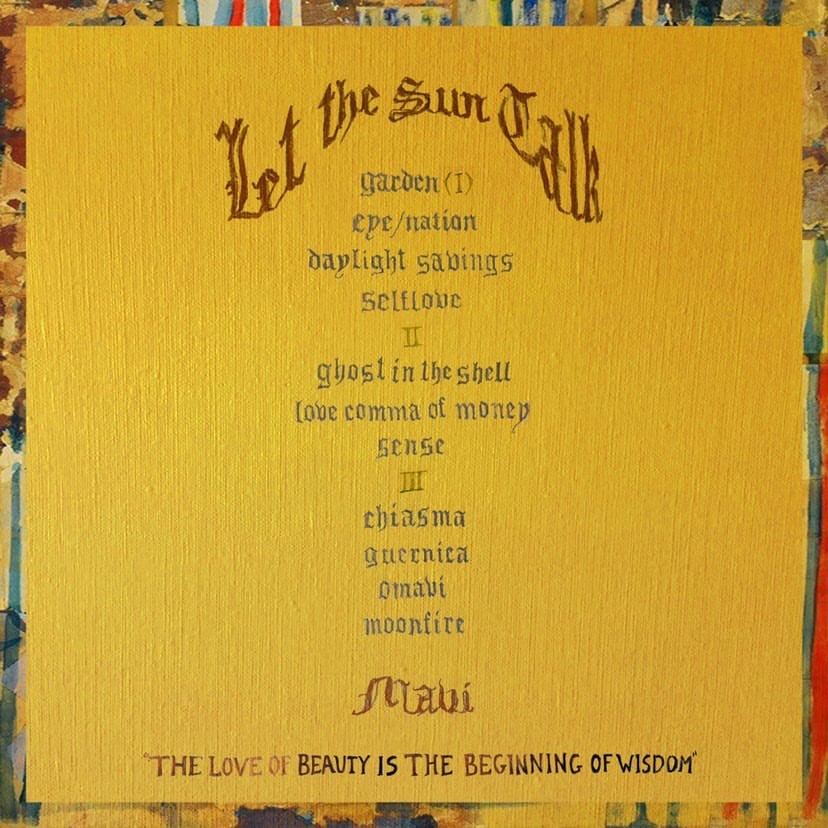 Let the Sun Talk
garden (I)
eye/nation
daylight savings
selflove
II
ghost in the shell
love comma of money
sense
III
chiasma
guernica
omavi
moonfire
Mavi
"THE LOVE OF BEAUTY IS THE BEGINNING OF WISDOM"